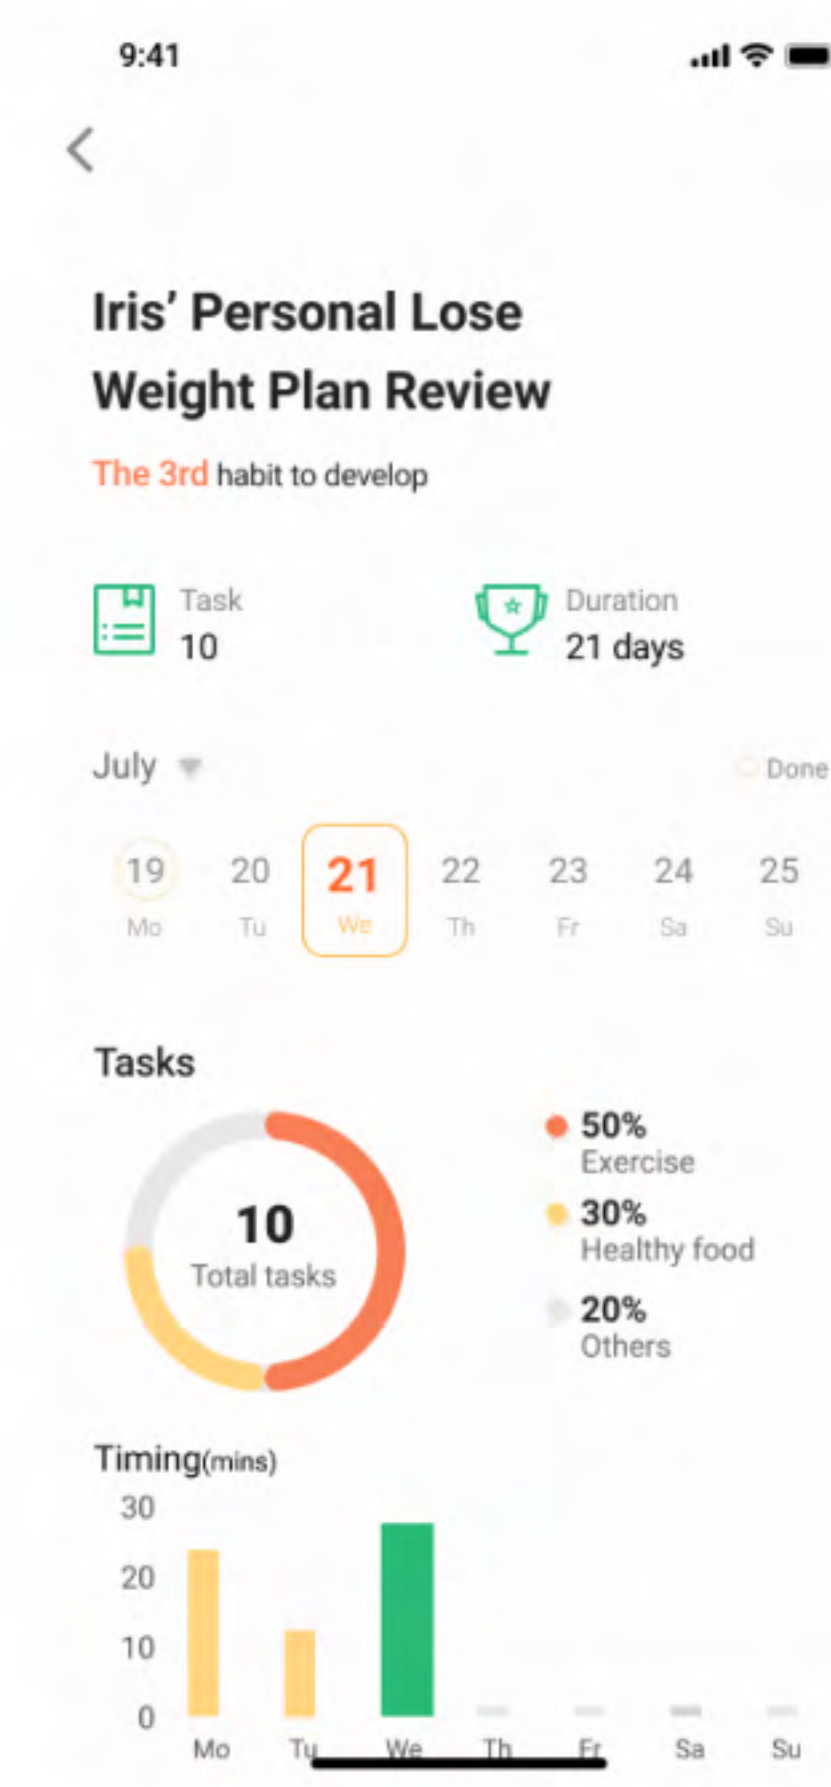 9:41
Iris’ Personal Lose
Weight Plan Review
The 3rd habit to develop
Task
10
Duration
21 days
July
Done
19 20 21 22 23 24 25
Mo Tu We Th Fr Sa Su
Tasks
10
Total tasks
50%
Exercise
30%
Healthy food
20%
Others
Timing(mins)
30
20
10
0
Mo Tu We Th Fr Sa Su